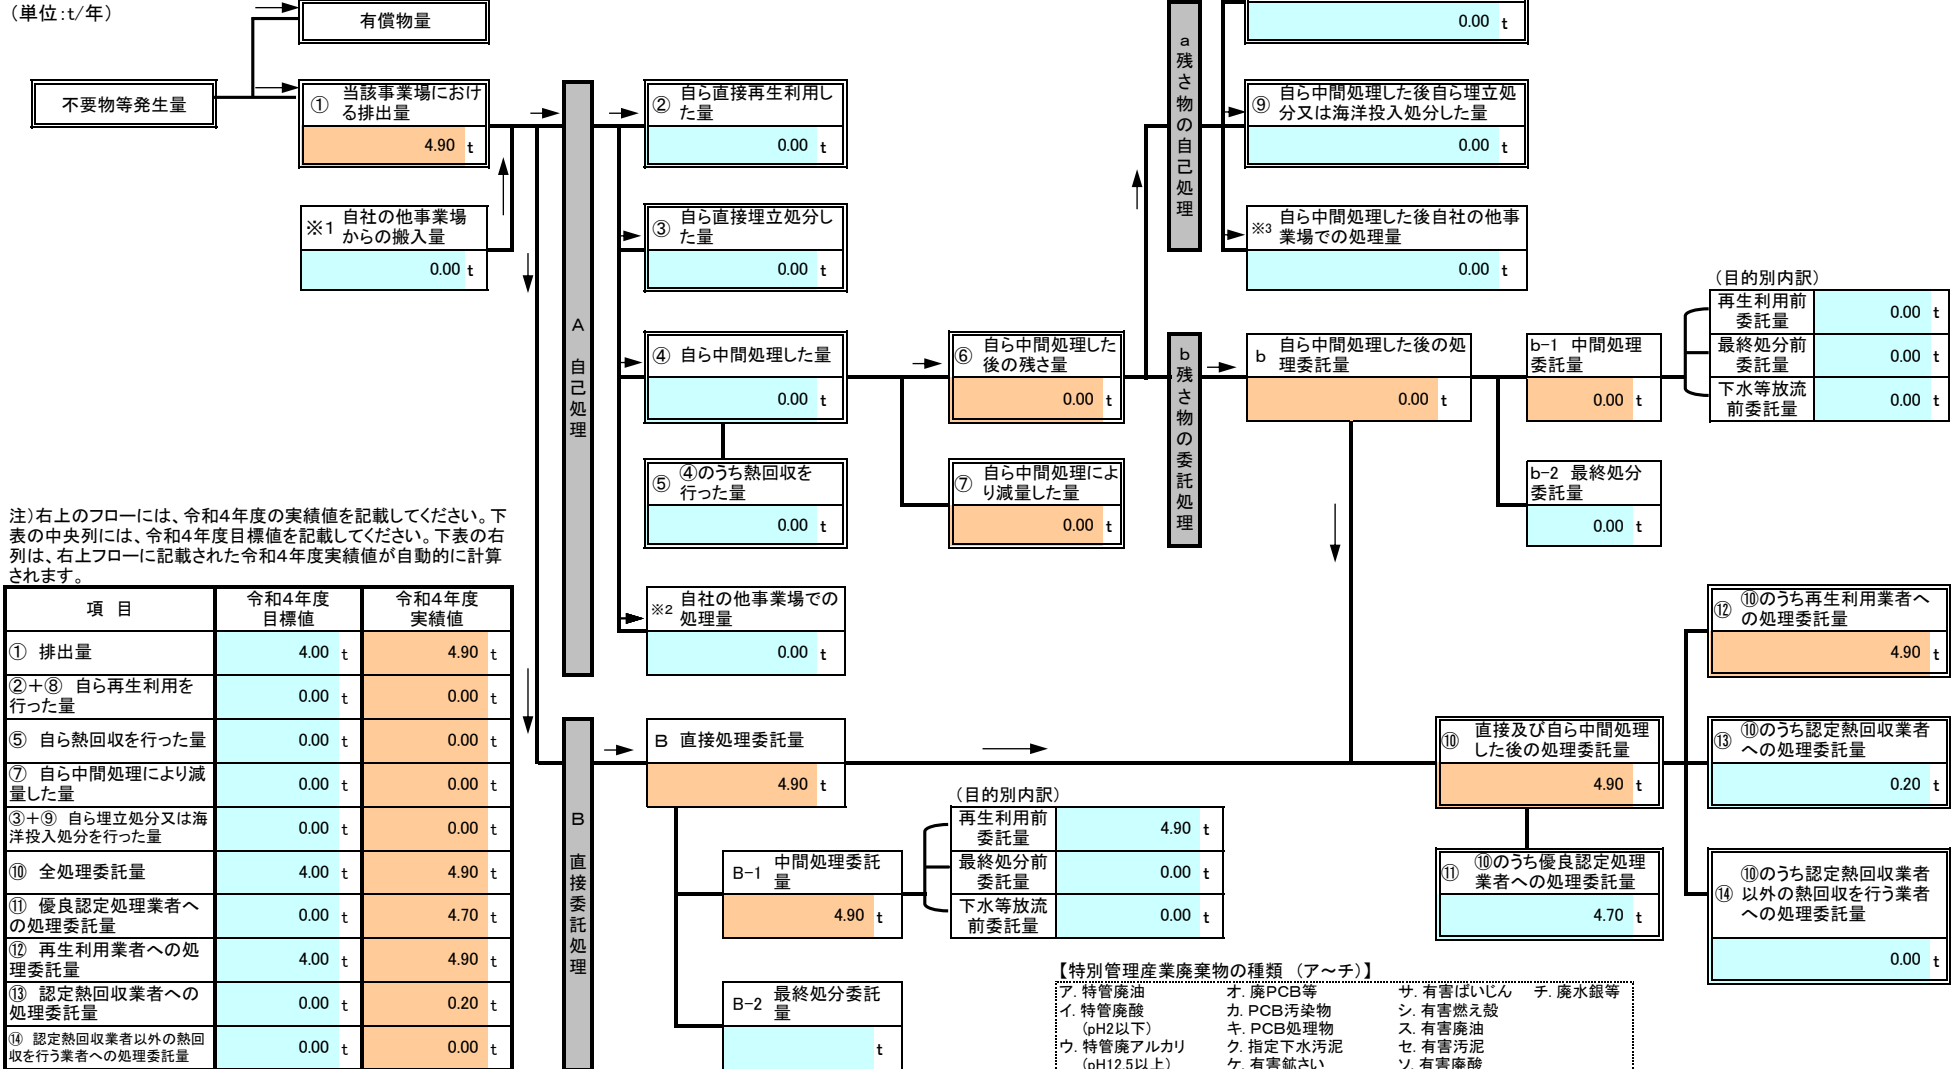 （単位：t/年）
有償物量
不要物等発生量
① 当該事業場におけ
る排出量
4.90 t
※1 自社の他事業場
からの搬入量
0.00 t
A 自己処理
② 自ら直接再生利用し
た量
0.00 t
③ 自ら直接埋立処分し
た量
0.00 t
④ 自ら中間処理した量
0.00 t
⑤ ④のうち熱回収を
行った量
0.00 t
※2 自社の他事業場での
処理量
0.00 t
⑥ 自ら中間処理した
後の残さ量
0.00 t
⑦ 自ら中間処理によ
り減量した量
0.00 t
a 残さ物の自己処理
0.00 t
⑨ 自ら中間処理した後自ら埋立処
分又は海洋投入処分した量
0.00 t
※3 自ら中間処理した後自社の他事
業場での処理量
0.00 t
b 残さ物の委託処理
b 自ら中間処理した後の処
理委託量
0.00 t
b-1 中間処理
委託量
0.00 t
b-2 最終処分
委託量
0.00 t
（目的別内訳）
再生利用前
委託量
0.00 t
最終処分前
委託量
0.00 t
下水等放流
前委託量
0.00 t
注）右上のフローには、令和4年度の実績値を記載してください。下
表の中央列には、令和4年度目標値を記載してください。下表の右
列は、右上フローに記載された令和4年度実績値が自動的に計算
されます。
項 目 令和4年度 目標値 令和4年度 実績値
① 排出量 4.00 t 4.90 t
②＋⑧ 自ら再生利用を
行った量 0.00 t 0.00 t
⑤ 自ら熱回収を行った量 0.00 t 0.00 t
⑦ 自ら中間処理により減
量した量 0.00 t 0.00 t
③＋⑨ 自ら埋立処分又は海
洋投入処分を行った量 0.00 t 0.00 t
⑩ 全処理委託量 4.00 t 4.90 t
⑪ 優良認定処理業者へ
の処理委託量 0.00 t 4.70 t
⑫ 再生利用業者への処
理委託量 4.00 t 4.90 t
⑬ 認定熱回収業者への
処理委託量 0.00 t 0.20 t
⑭ 認定熱回収業者以外の熱回
収を行う業者への処理委託量 0.00 t 0.00 t
B 直接委託処理
B 直接処理委託量
4.90 t
B-1 中間処理委託
量
4.90 t
B-2 最終処分委託
量
t
（目的別内訳）
再生利用前
委託量
4.90 t
最終処分前
委託量
0.00 t
下水等放流
前委託量
0.00 t
⑩ 直接及び自ら中間処理
した後の処理委託量
4.90 t
⑪ ⑩のうち優良認定処理
業者への処理委託量
4.70 t
⑫ ⑩のうち再生利用業者へ
の処理委託量
4.90 t
⑬ ⑩のうち認定熱回収業者
への処理委託量
0.20 t
⑭ ⑩のうち認定熱回収業者
以外の熱回収を行う業者
への処理委託量
0.00 t
【特別管理産業廃棄物の種類 （ア～チ）】
ア. 特管廃油 オ. 廃PCB等 サ. 有害ばいじん チ. 廃水銀等
イ. 特管廃酸 カ. PCB汚染物 シ. 有害燃え殻
（pH2以下） キ. PCB処理物 ス. 有害廃油
ウ. 特管廃アルカリ ク. 指定下水汚泥 セ. 有害汚泥
（pH12.5以上） ケ. 有害鉱さい ソ. 有害廃酸